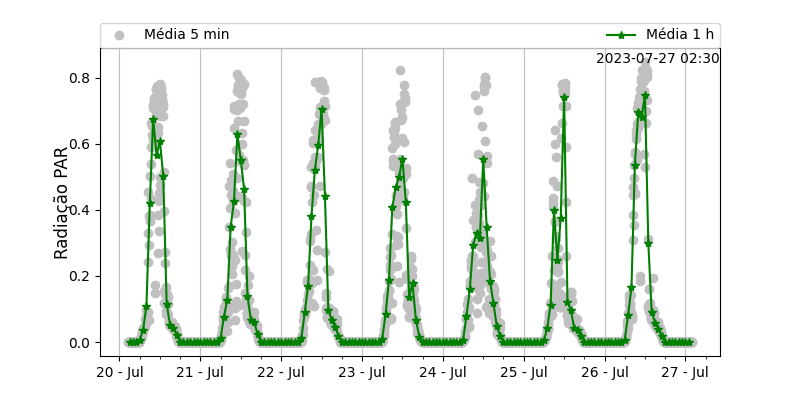 Média 5 min
Média 1 h
2023-07-27 02:30
Radiação PAR
0.8
0.6
0.4
0.2
0.0
20 - Jul
21 - Jul
22 - Jul
23 - Jul
24 - Jul
25 - Jul
26 - Jul
27 - Jul